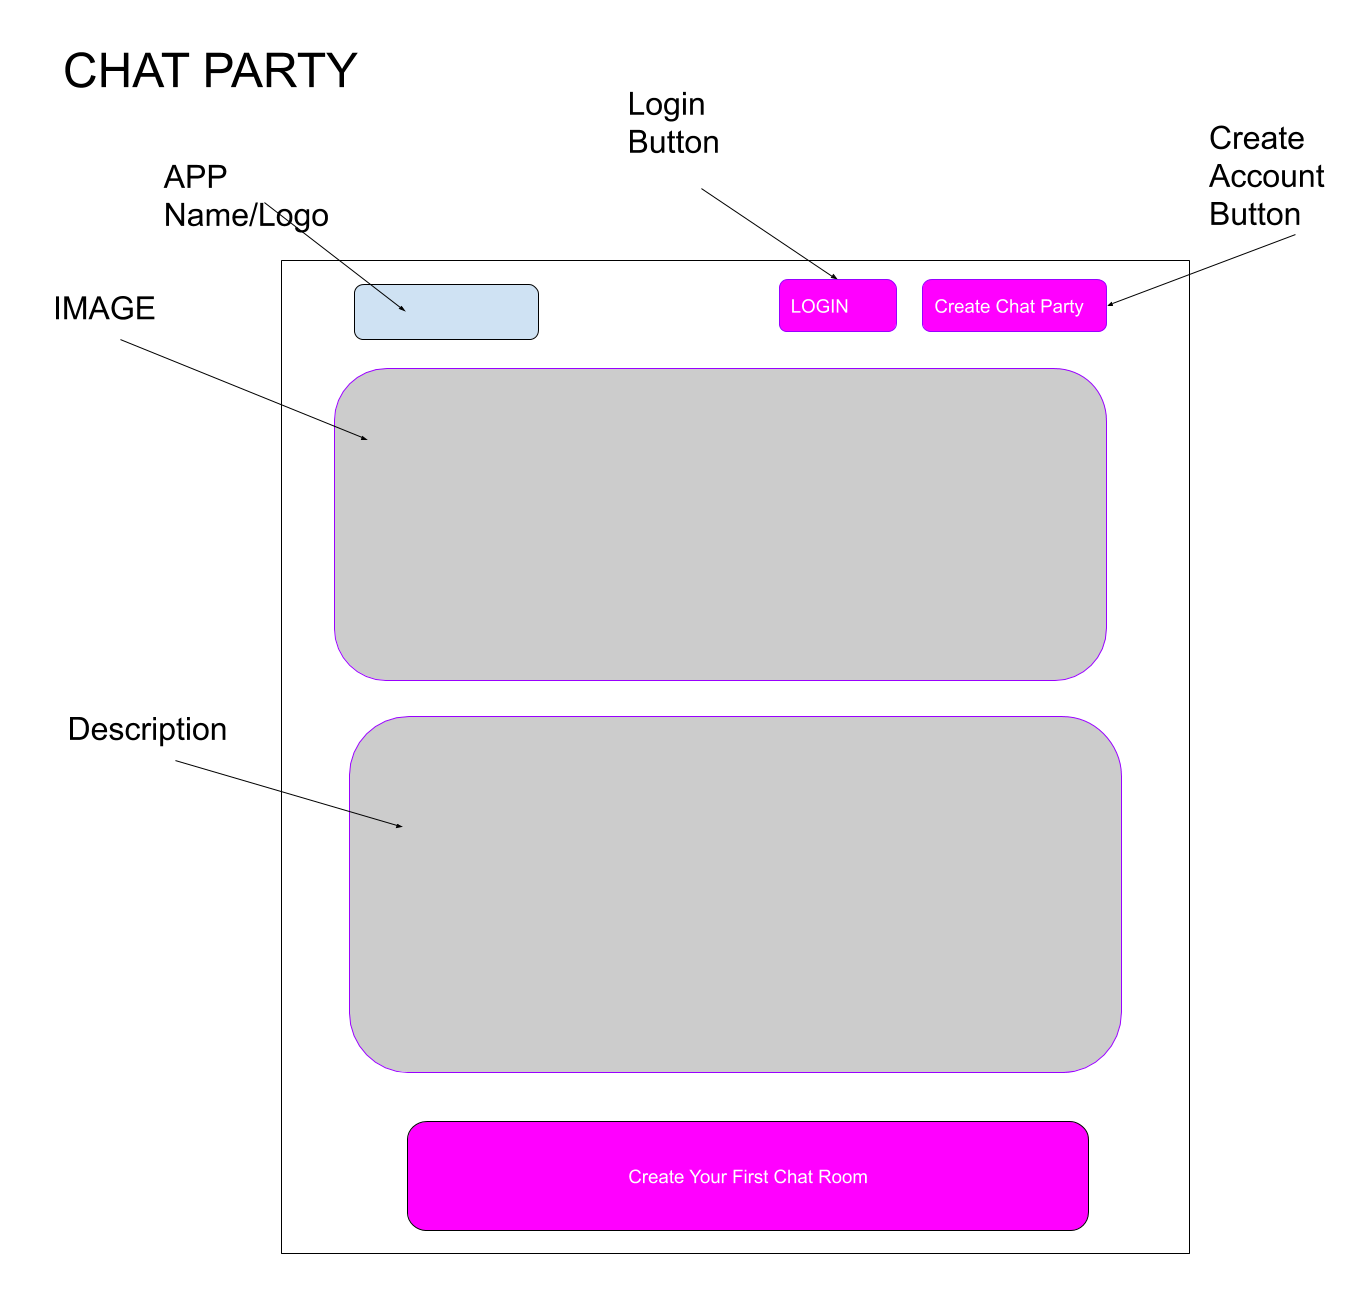 CHAT PARTY
Login
Button
Create
Account
Button
APP
Name/Logo
IMAGE
LOGIN
Create Chat Party
Description
Create Your First Chat Room